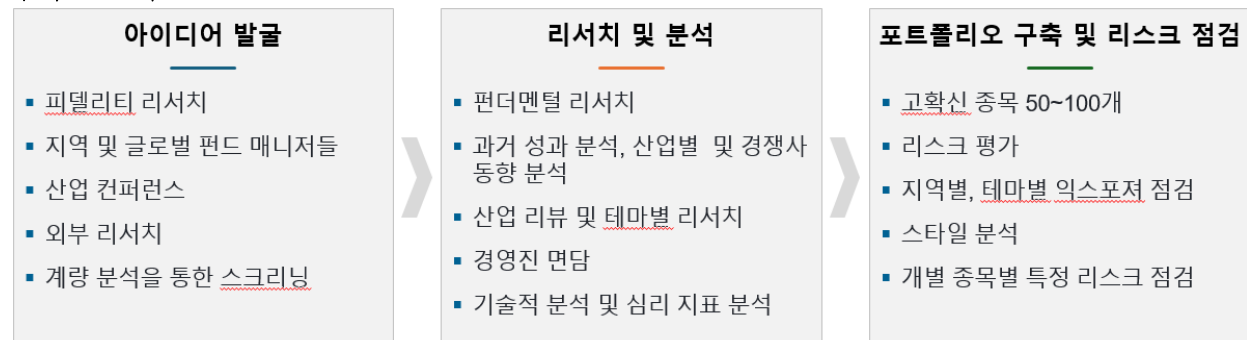 아이디어 발굴
피델리티 리서치
지역 및 글로벌 펀드 매니저들
산업 컨퍼런스
외부 리서치
계량 분석을 통한 스크리닝
리서치 및 분석
펀더멘털 리서치
과거 성과 분석, 산업별 및 경쟁사
동향 분석
산업 리뷰 및 테마별 리서치
경영진 면담
기술적 분석 및 심리 지표 분석
포트폴리오 구축 및 리스크 점검
고확신 종목 50~100개
리스크 평가
지역별, 테마별 익스포져 점검
스타일 분석
개별 종목별 특정 리스크 점검